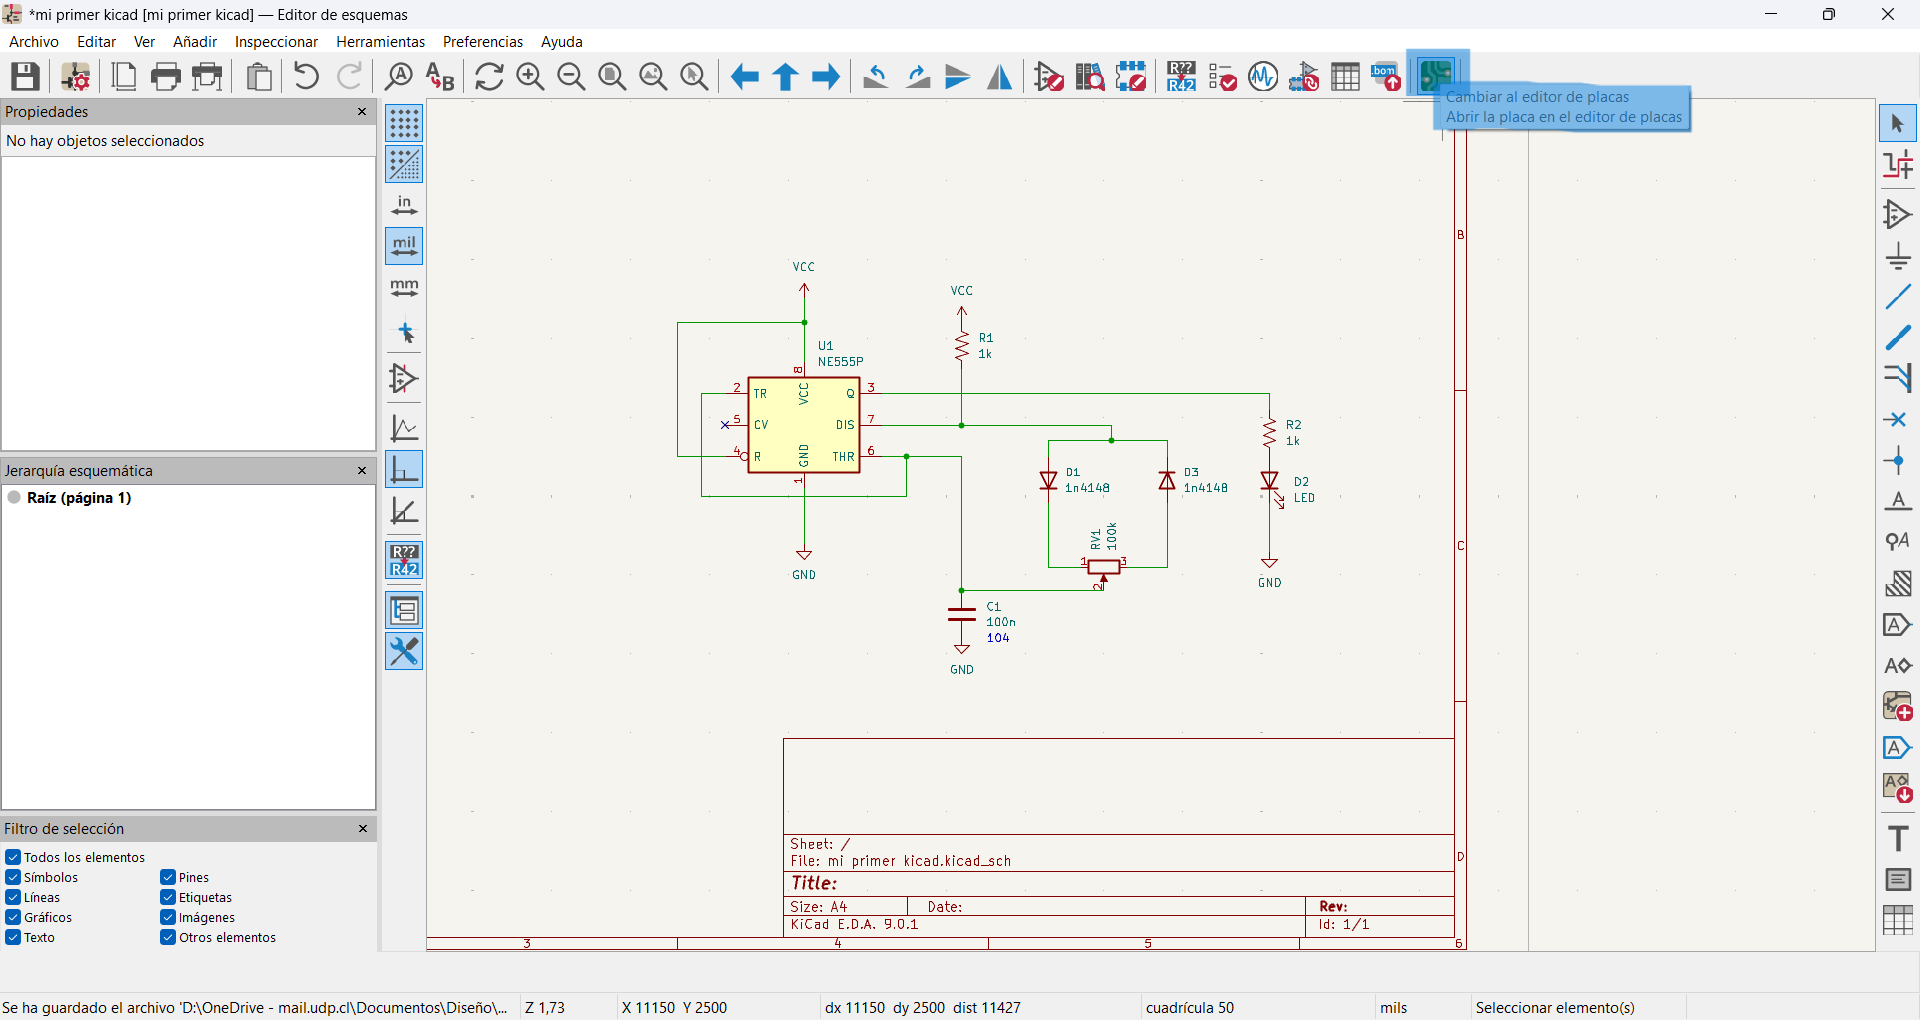 *mi primer kicad [mi primer kicad] — Editor de esquemas
Archivo Editar Ver Añadir Inspeccionar Herramientas Preferencias Ayuda
A
B
R??
R42
.bom
Cambiar al editor de placas
Abrir la placa en el editor de placas
Propiedades
No hay objetos seleccionados
in
mil
mm
R??
R42
Jerarquía esquemática
Raíz (página 1)
Filtro de selección
Todos los elementos
Símbolos Pines
Líneas Etiquetas
Gráficos Imágenes
Texto Otros elementos
VCC
VCC
R1
1k
U1
NE555P
8
2 TR VCC Q 3
5 CV DIS 7
4 R GND THR 6
1
GND
R2
1k
D1
1n4148
D3
1n4148
D2
LED
RV1
100k
1 3
2
GND
C1
100n
104
GND
B
C
D
Sheet: /
File: mi primer kicad.kicad_sch
Title:
Size: A4 Date: Rev:
KiCad E.D.A. 9.0.1 Id: 1/1
3 4 5 6
A
A
A
A
A
A
T
Se ha guardado el archivo 'D:\OneDrive - mail.udp.cl\Documentos\Diseño\... Z 1,73 X 11150 Y 2500 dx 11150 dy 2500 dist 11427 cuadrícula 50 mils Seleccionar elemento(s)